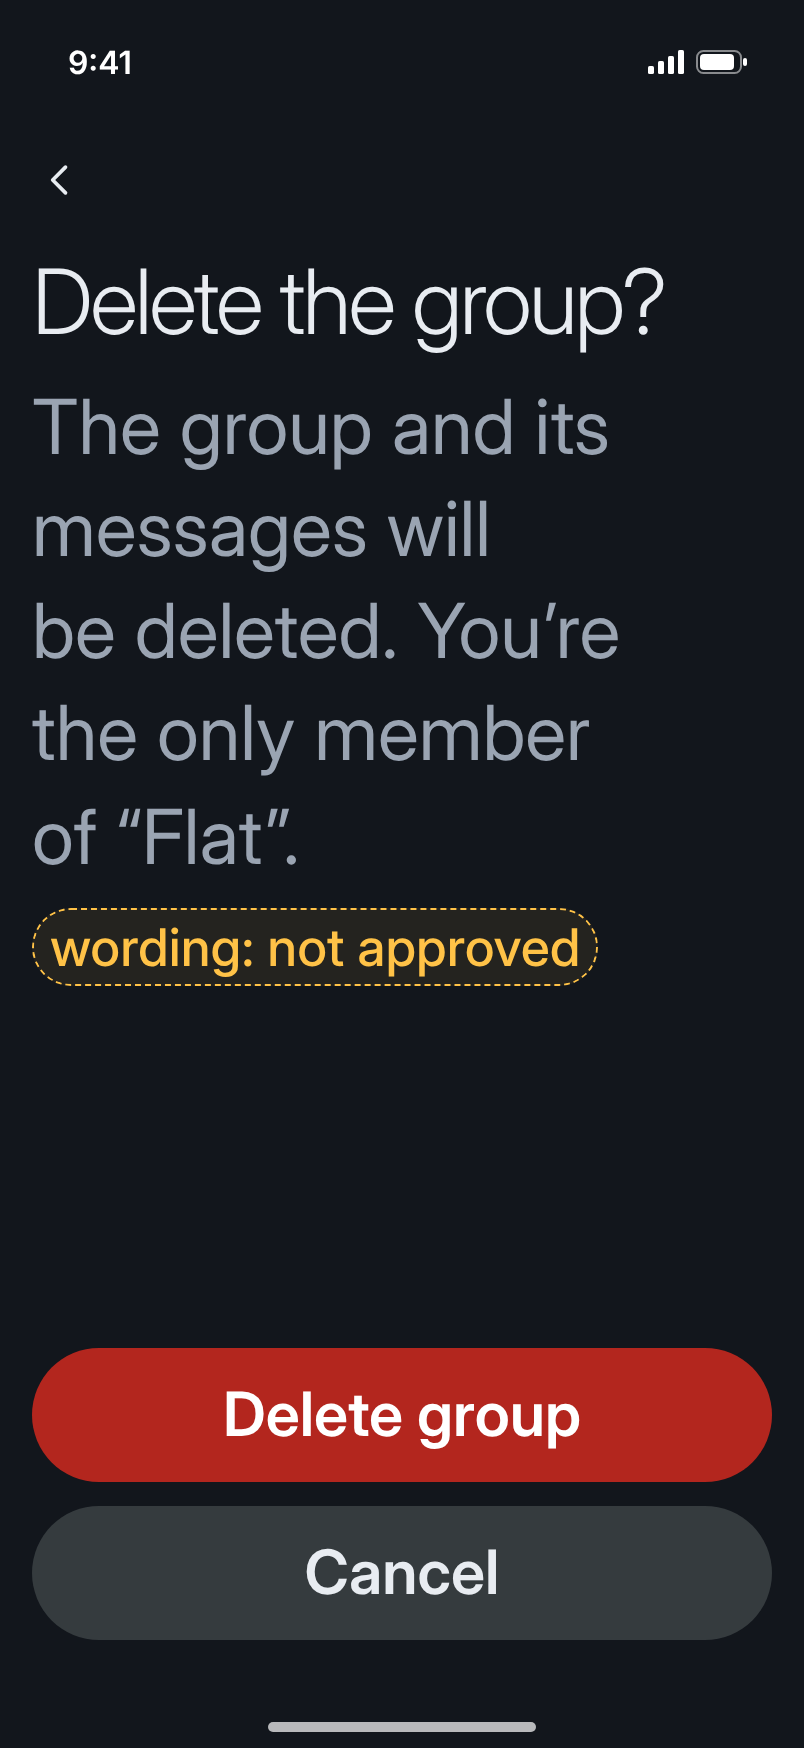 9:41
Delete the group?
The group and its
messages will
be deleted. You’re
the only member
of “Flat”.
wording: not approved
Delete group
Cancel